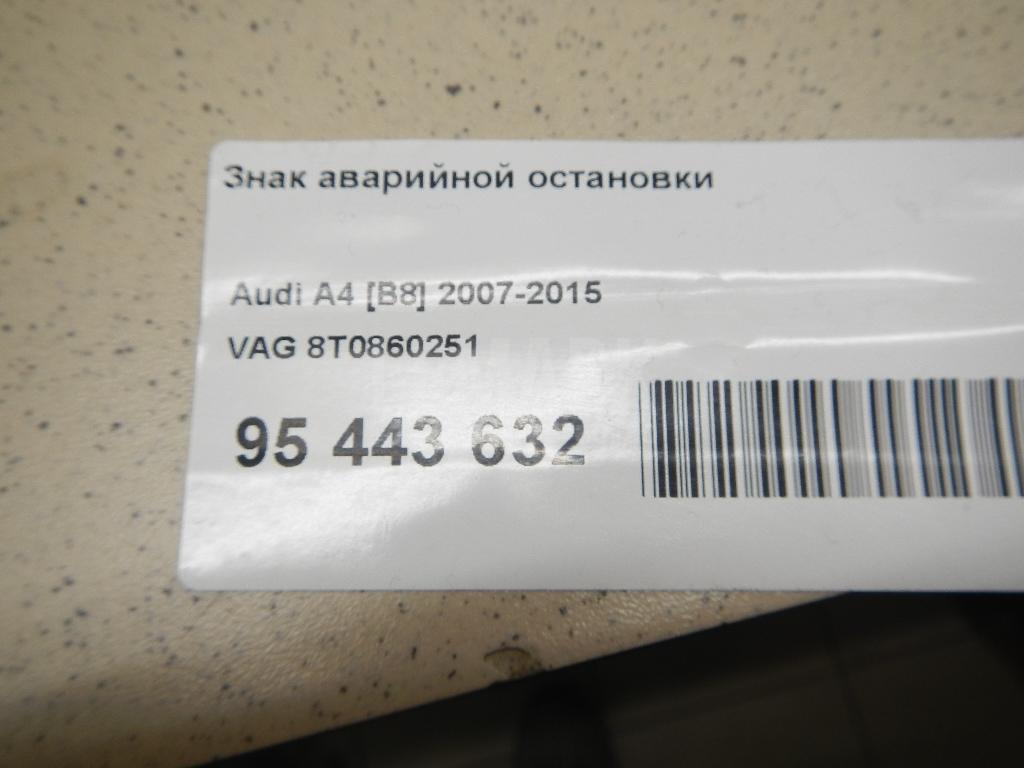 Знак аварийной остановки
Audi A4 [B8] 2007-2015
VAG 8T0860251
95 443 632